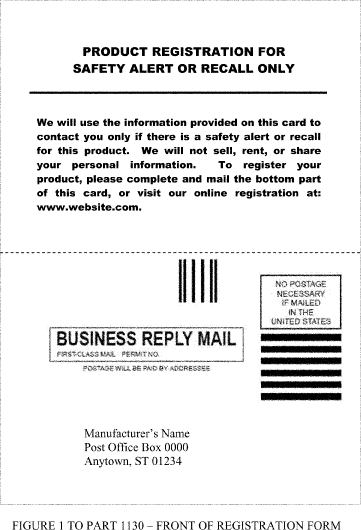 PRODUCT REGISTRATION FOR
SAFETY ALERT OR RECALL ONLY
We will use the information provided on this card to
contact you only if there is a safety alert or recall
for this product. We will not sell, rent, or share
your personal information. To register your
product, please complete and mail the bottom part
of this card, or visit our online registration at:
www.website.com.
NO POSTAGE
NECESSARY
IF MAILED
IN THE
UNITED STATES
BUSINESS REPLY MAIL
FIRST-CLASS MAIL PERMIT NO.
POSTAGE WILL BE PAID BY ADDRESSEE
Manufacturer's Name
Post Office Box 0000
Anytown, ST 01234
FIGURE 1 TO PART 1130 – FRONT OF REGISTRATION FORM